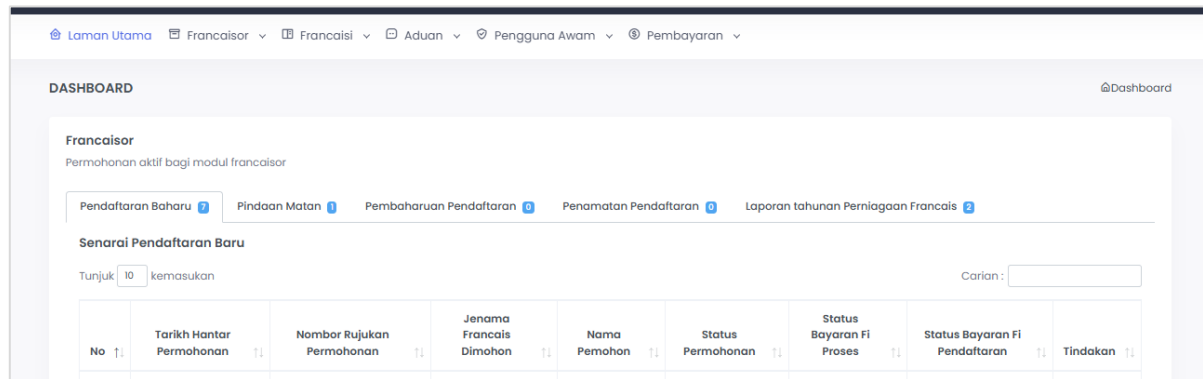 Laman Utama Francaisor Francaisi Aduan Pengguna Awam Pembayaran
DASHBOARD Dashboard
Francaisor
Permohonan aktif bagi modul francaisor
Pendaftaran Baharu 7 Pindaan Matan 1 Pembaharuan Pendaftaran 0 Penamatan Pendaftaran 0 Laporan tahunan Perniagaan Francais 2
Senarai Pendaftaran Baru
Tunjuk 10 kemasukan Carian :
No
Tarikh Hantar
Permohonan
Nombor Rujukan
Permohonan
Jenama
Francais
Dimohon
Nama
Pemohon
Status
Permohonan
Status
Bayaran Fi
Proses
Status Bayaran Fi
Pendaftaran
Tindakan